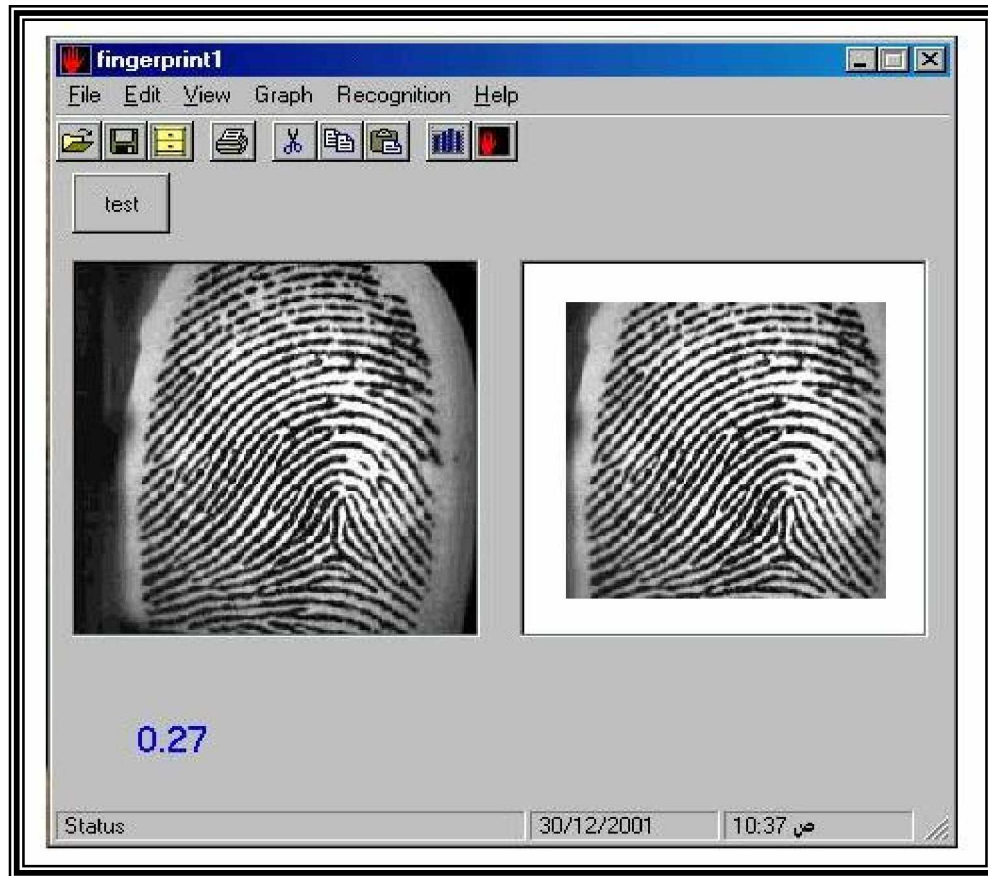 fingerprint1
File Edit View Graph Recognition Help
test
0.27
Status 30/12/2001 10:37 ص